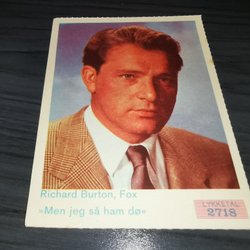 Richard Burton, Fox
»Men jeg så ham dø«
LYKKETAL
2718